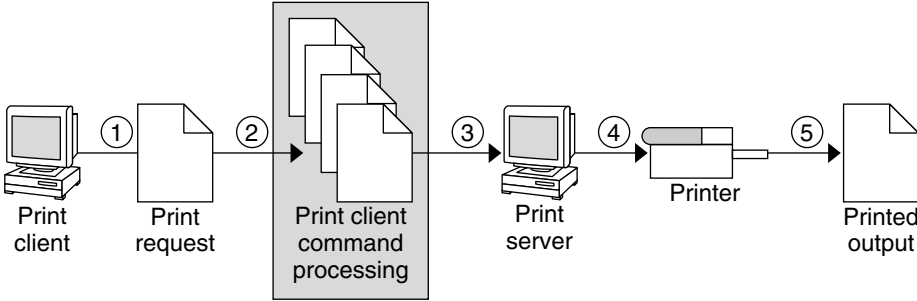 1
2
3
4
5
Print
client
Print
request
Print client
command
processing
Print
server
Printer
Printed
output